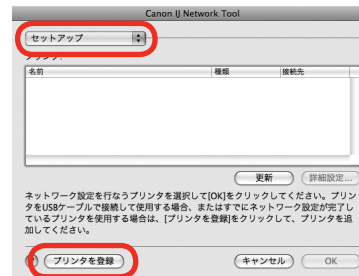 Canon IJ Network Tool
セットアップ
プリンタ:
名前 種類 接続先
更新 詳細設定...
ネットワーク設定を行なうプリンタを選択して[OK]をクリックしてください。プリン
タをUSBケーブルで接続して使用する場合、またはすでにネットワーク設定が完了し
ているプリンタを使用する場合は、[プリンタを登録]をクリックして、プリンタを追
加してください。
プリンタを登録 キャンセル OK